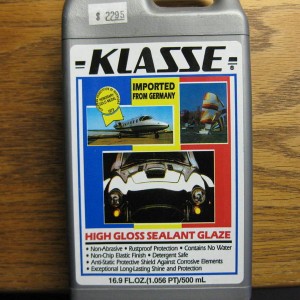 $ 22.95
KLASSE
IMPORTED
FROM GERMANY
HIGH GLOSS SEALANT GLAZE
• Non-Abrasive • Rustproof Protection • Contains No Water
• Non-Chip Elastic Finish • Detergent Safe
• Anti-Static Protective Shield Against Corrosive Elements
• Exceptional Long-Lasting Shine and Protection
16.9 FL.OZ.(1.056 PT)/500 mL